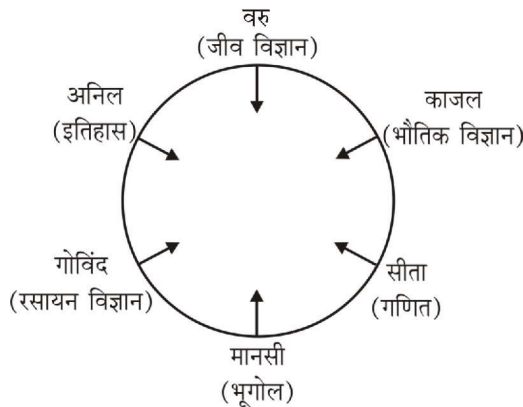 वरु
(जीव विज्ञान)
अनिल
(इतिहास)
काजल
(भौतिक विज्ञान)
गोविंद
(रसायन विज्ञान)
सीता
(गणित)
मानसी
(भूगोल)